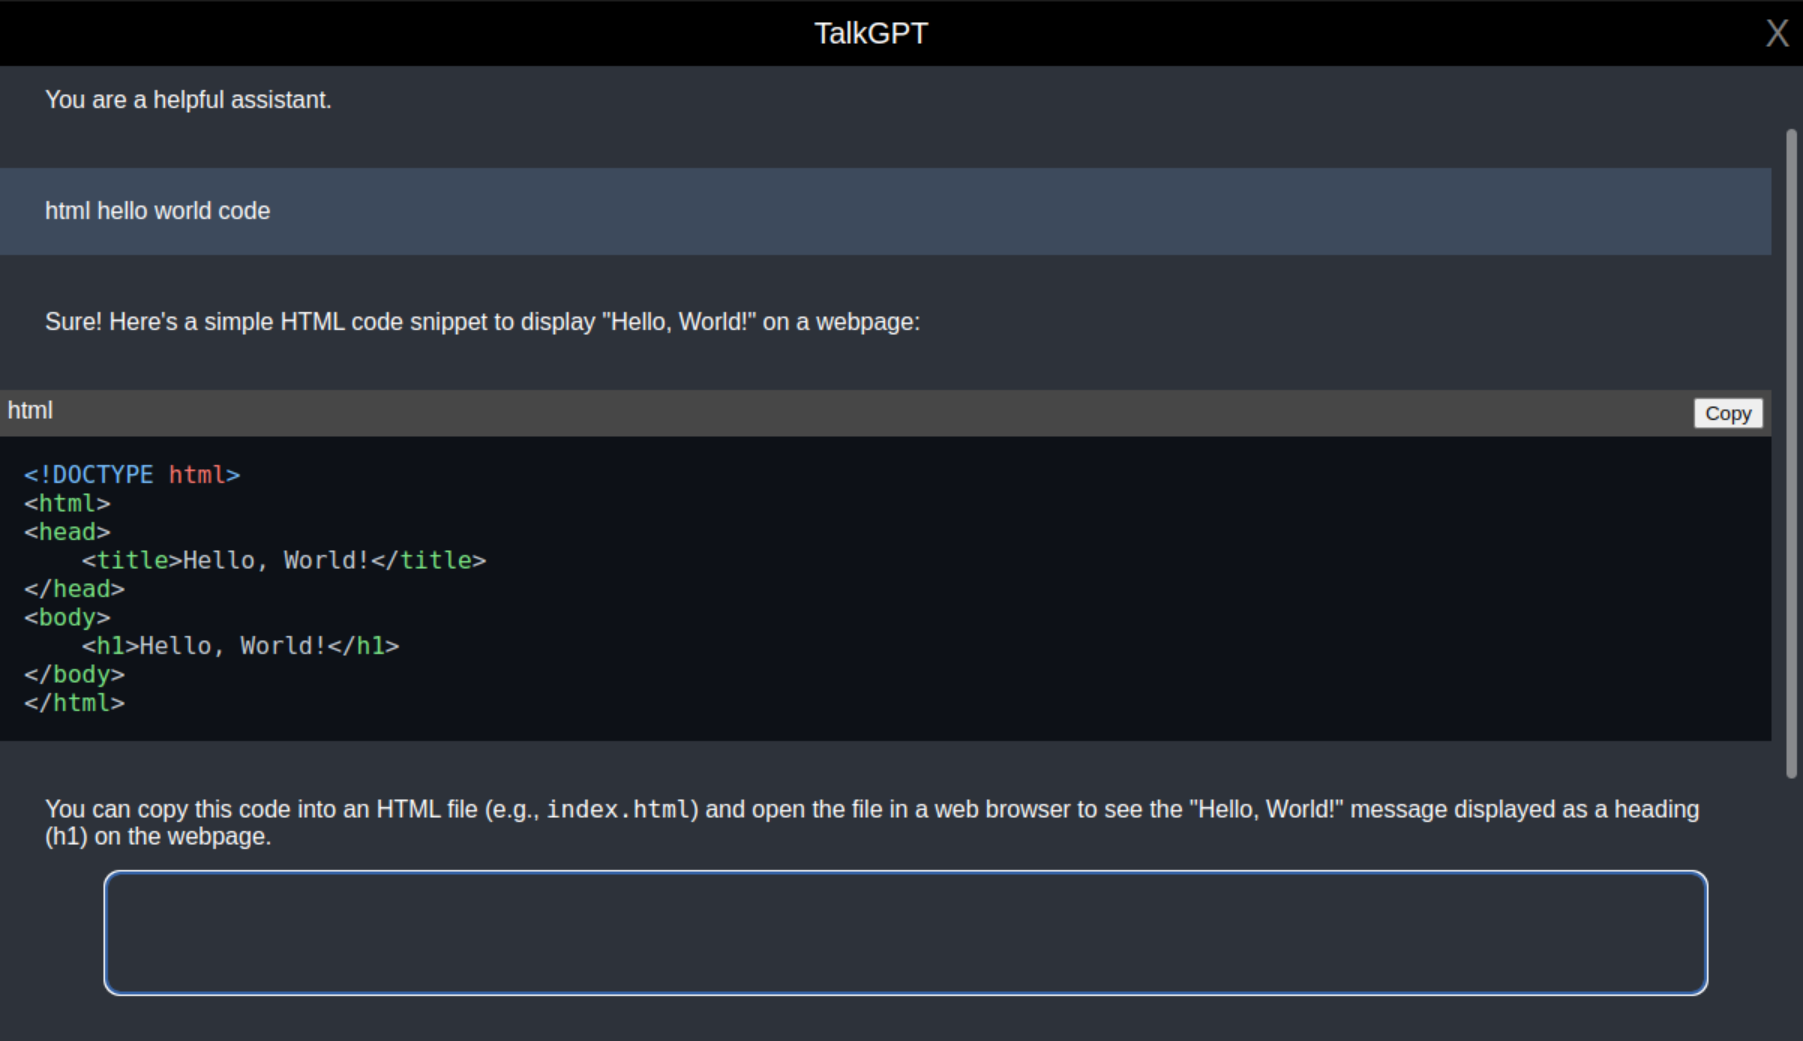 TalkGPT
X
You are a helpful assistant.
html hello world code
Sure! Here's a simple HTML code snippet to display "Hello, World!" on a webpage:
html
Copy
<!DOCTYPE html>
<html>
<head>
    <title>Hello, World!</title>
</head>
<body>
    <h1>Hello, World!</h1>
</body>
</html>
You can copy this code into an HTML file (e.g., index.html) and open the file in a web browser to see the "Hello, World!" message displayed as a heading
(h1) on the webpage.